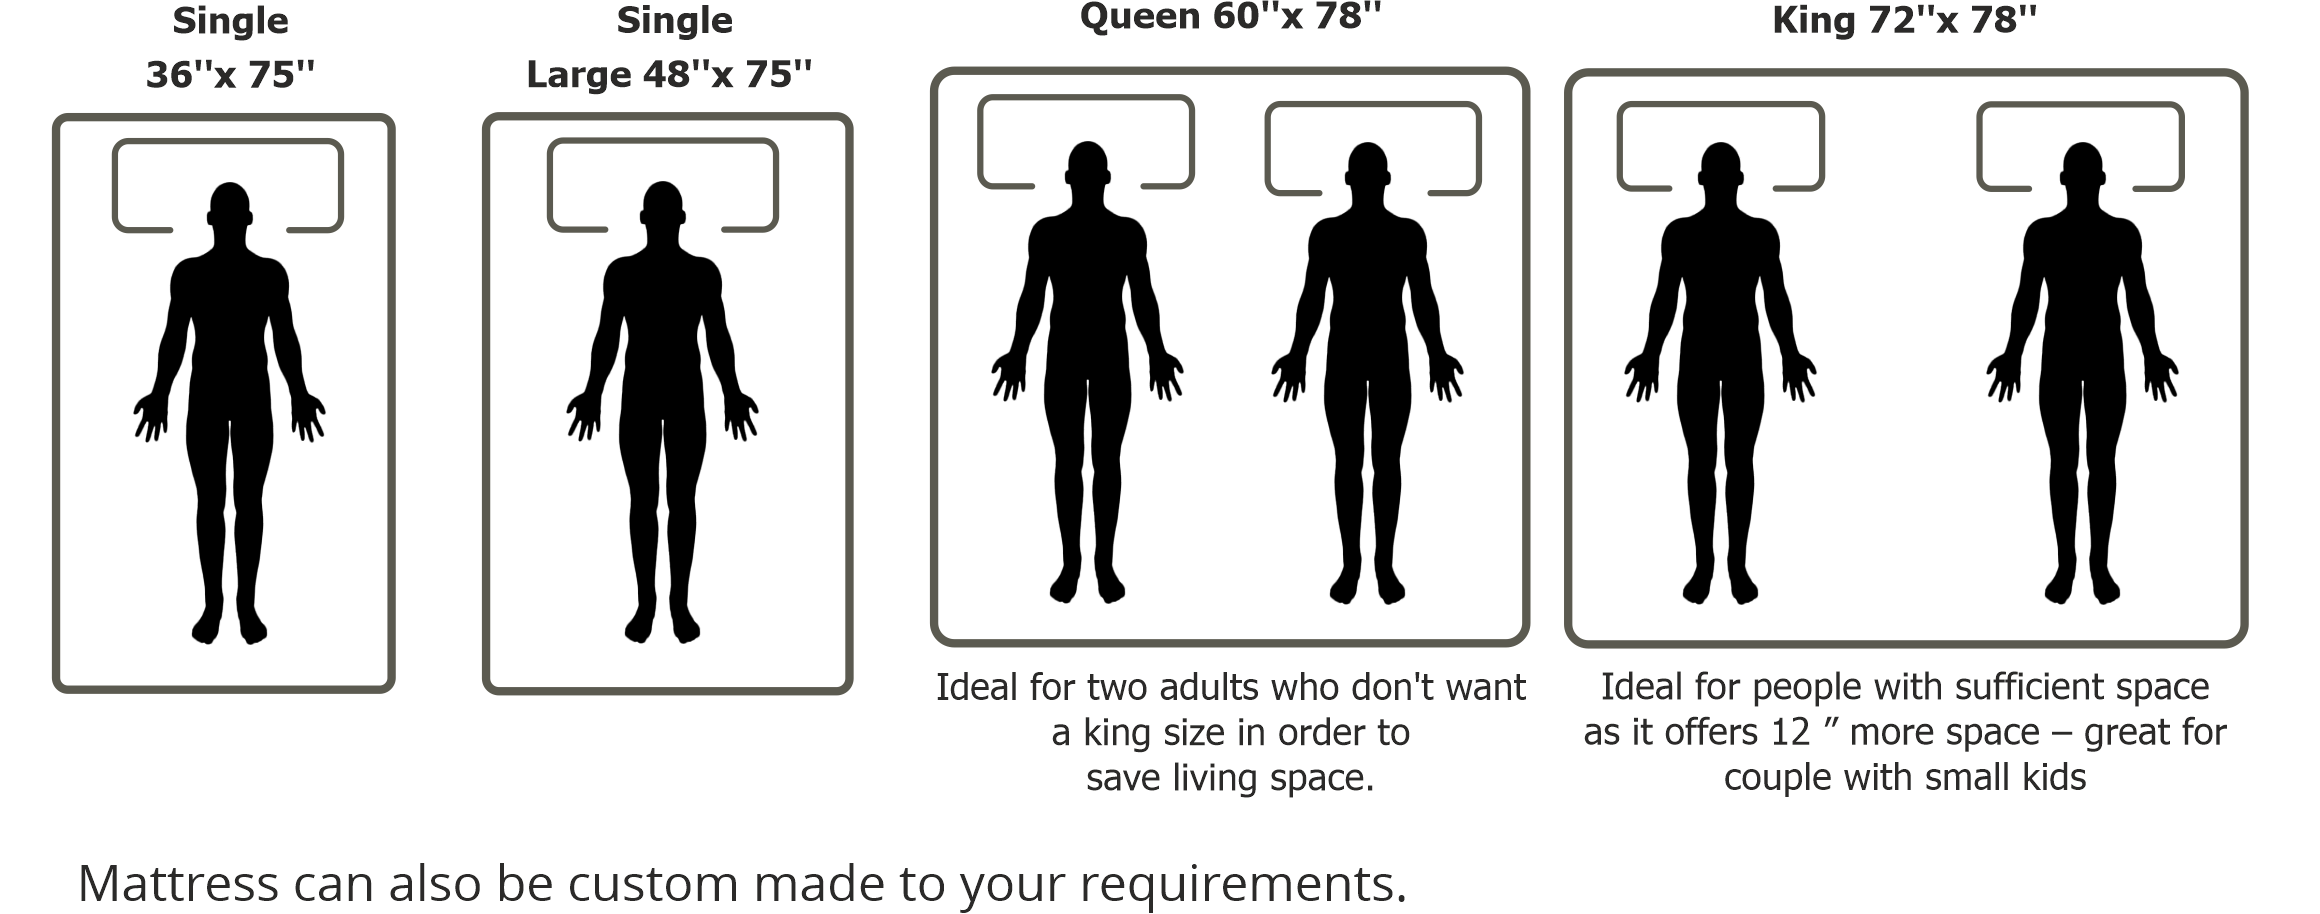 Single
36''x 75''
Single
Large 48''x 75''
Queen 60''x 78''
King 72''x 78''
Ideal for two adults who don't want
a king size in order to
save living space.
Ideal for people with sufficient space
as it offers 12 ” more space – great for
couple with small kids
Mattress can also be custom made to your requirements.